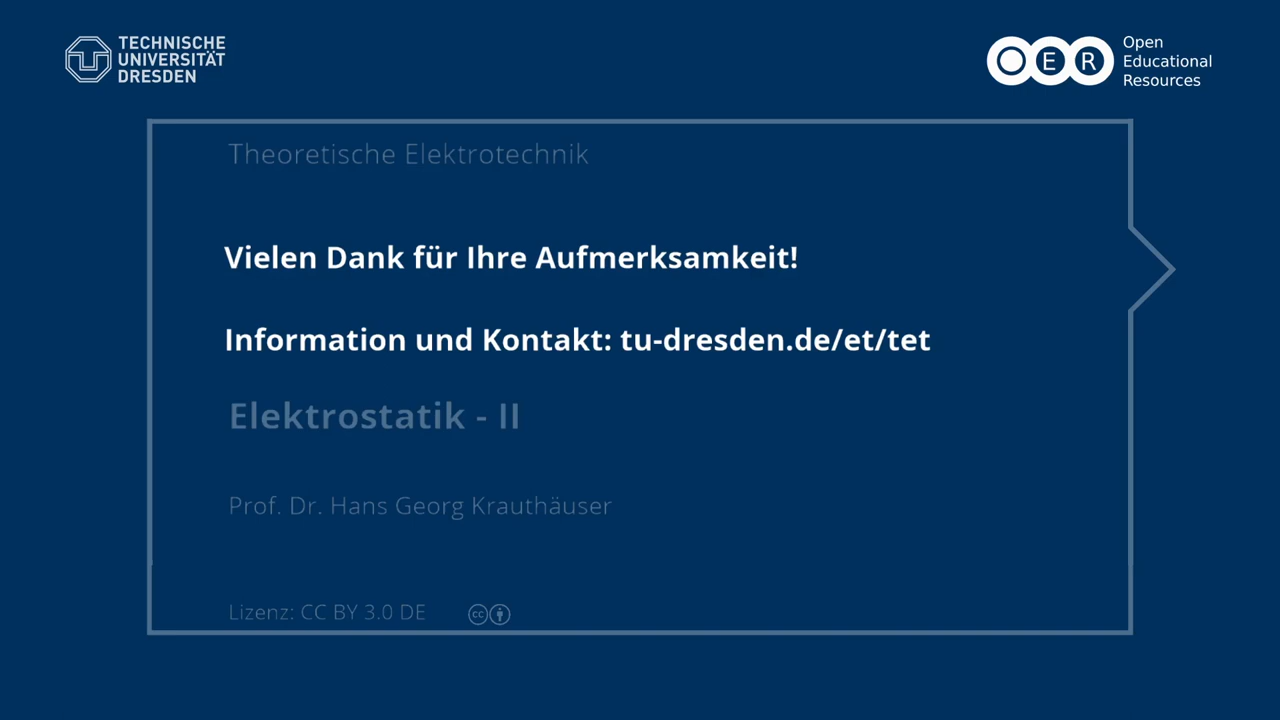 TECHNISCHE
UNIVERSITÄT
DRESDEN
OER
Open
Educational
Resources
Theoretische Elektrotechnik
Vielen Dank für Ihre Aufmerksamkeit!
Information und Kontakt: tu-dresden.de/et/tet
Elektrostatik - II
Prof. Dr. Hans Georg Krauthäuser
Lizenz: CC BY 3.0 DE cc